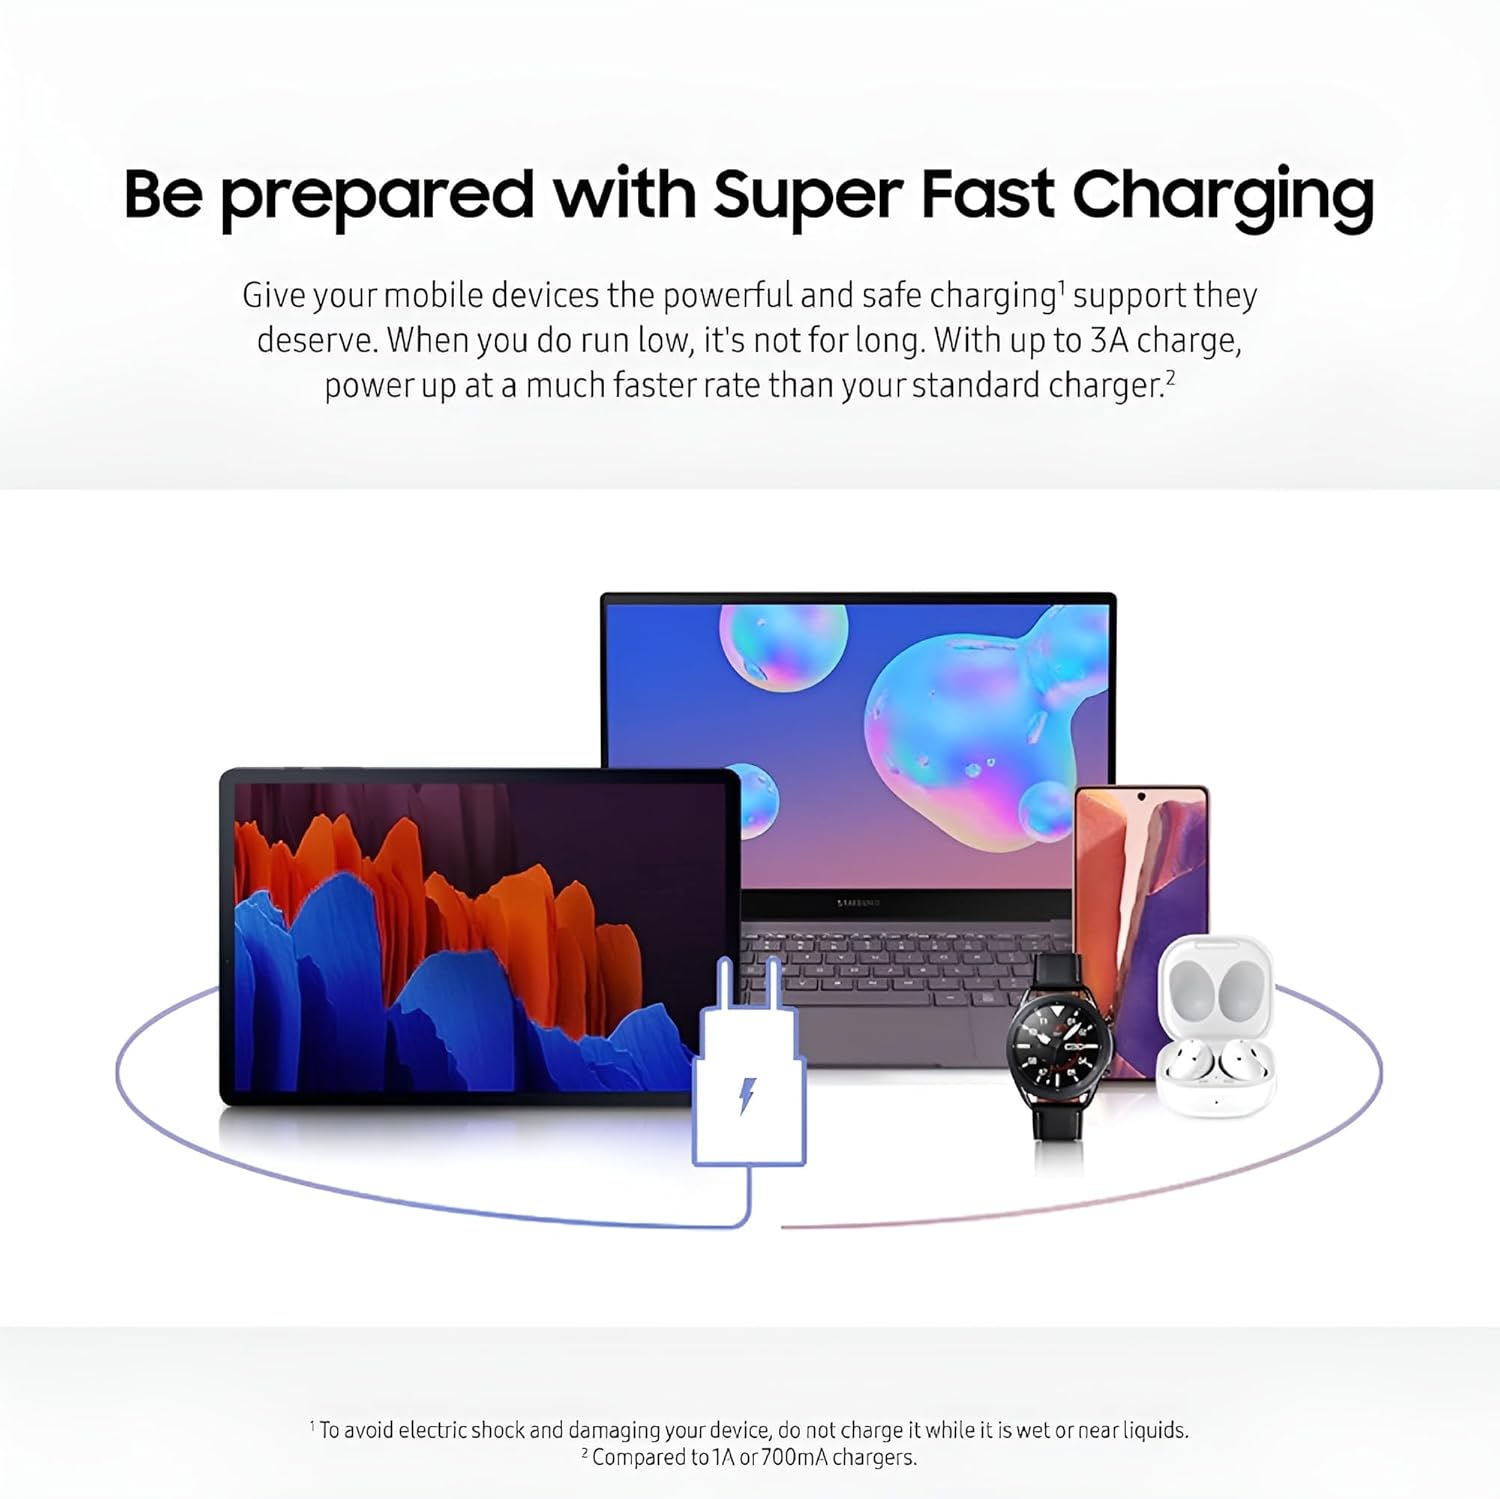 Be prepared with Super Fast Charging
Give your mobile devices the powerful and safe charging¹ support they
deserve. When you do run low, it's not for long. With up to 3A charge,
power up at a much faster rate than your standard charger.²
SAMSUNG
¹ To avoid electric shock and damaging your device, do not charge it while it is wet or near liquids.
² Compared to 1A or 700mA chargers.